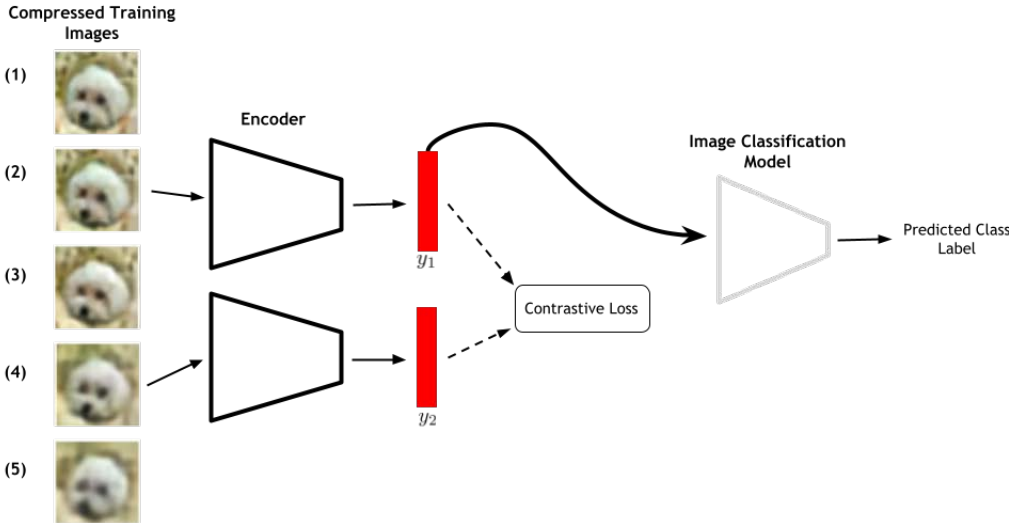 Compressed Training
Images
(1)
(2)
(3)
(4)
(5)
Encoder
y1
y2
Contrastive Loss
Image Classification
Model
Predicted Class
Label